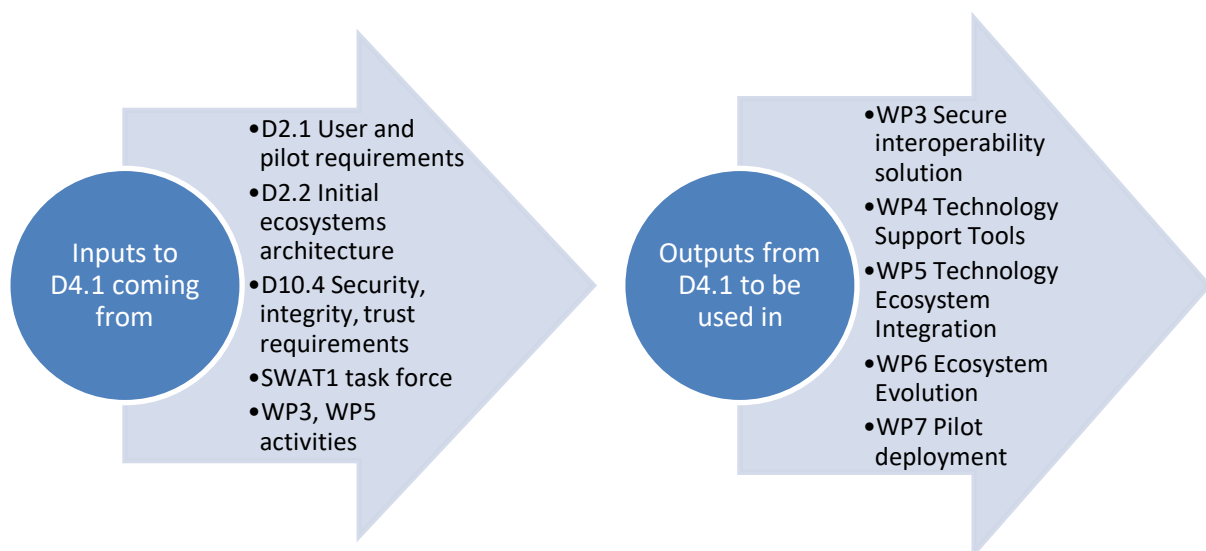 Inputs to
D4.1 coming
from
•D2.1 User and
pilot requirements
•D2.2 Initial
ecosystems
architecture
•D10.4 Security,
integrity, trust
requirements
•SWAT1 task force
•WP3, WP5
activities
Outputs from
D4.1 to be
used in
•WP3 Secure
interoperability
solution
•WP4 Technology
Support Tools
•WP5 Technology
Ecosystem
Integration
•WP6 Ecosystem
Evolution
•WP7 Pilot
deployment